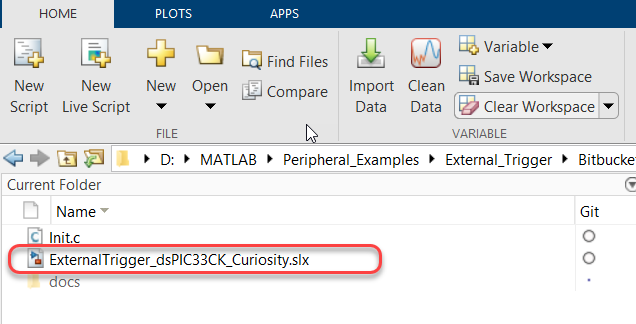 HOME PLOTS APPS
New Script
New Live Script
New
Open
Find Files
Compare
Import Data
Clean Data
Variable
Save Workspace
Clear Workspace
FILE VARIABLE
D: MATLAB Peripheral_Examples External_Trigger Bitbucke
Current Folder
Name Git
Init.c
ExternalTrigger_dsPIC33CK_Curiosity.slx
docs